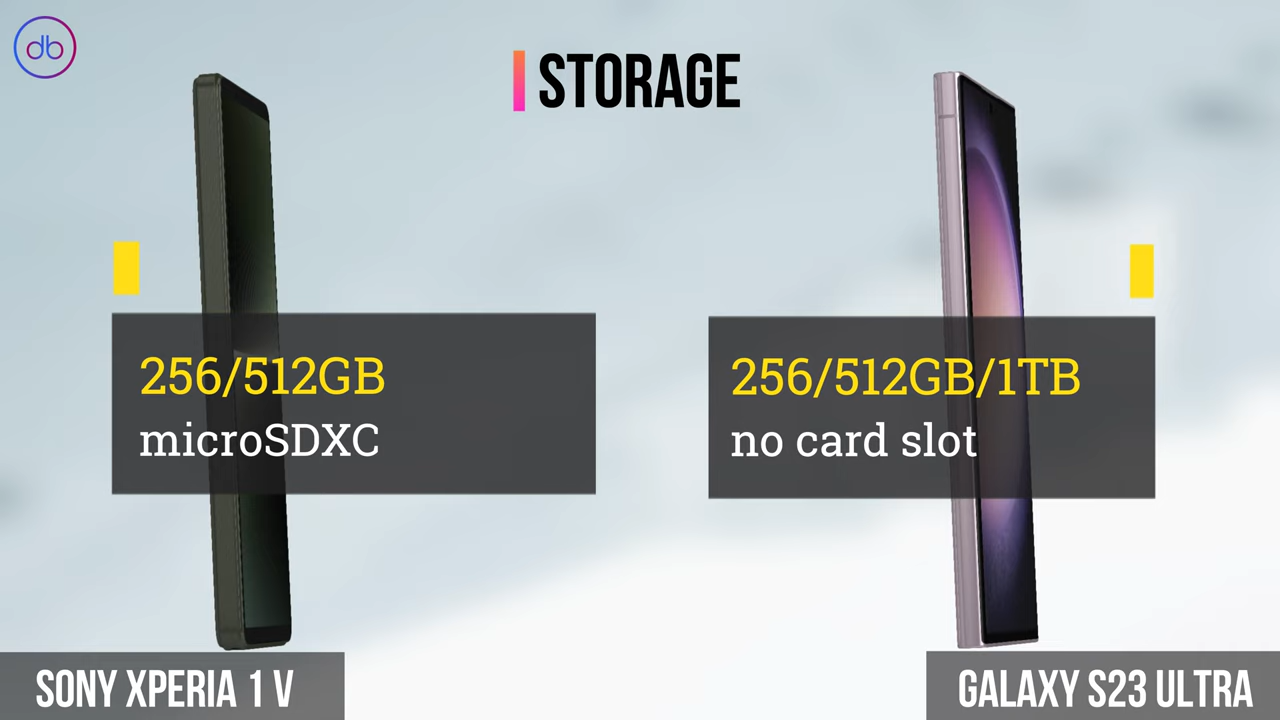 db
STORAGE
256/512GB
microSDXC
256/512GB/1TB
no card slot
SONY XPERIA 1 V
GALAXY S23 ULTRA